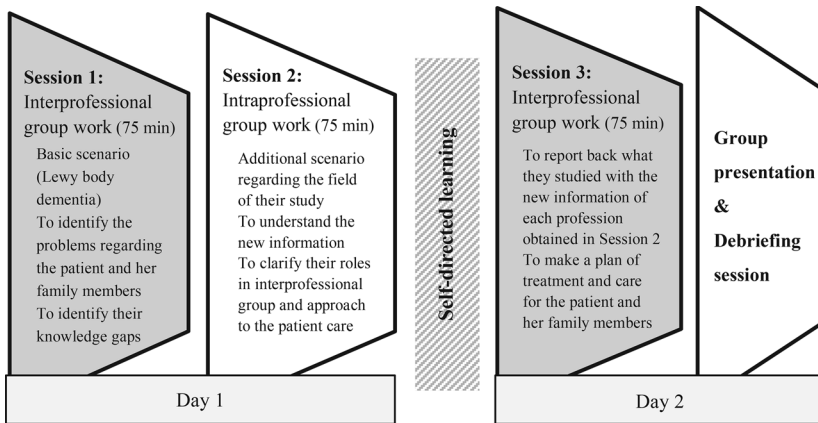 Session 1:
Interprofessional
group work (75 min)
Basic scenario
(Lewy body
dementia)
To identify the
problems regarding
the patient and her
family members
To identify their
knowledge gaps
Session 2:
Intraprofessional
group work (75 min)
Additional scenario
regarding the field
of their study
To understand the
new information
To clarify their roles
in interprofessional
group and approach
to the patient care
Self-directed learning
Session 3:
Interprofessional
group work (75 min)
To report back what
they studied with the
new information of
each profession
obtained in Session 2
To make a plan of
treatment and care
for the patient and
her family members
Group
presentation
&
Debriefing
session
Day 1
Day 2